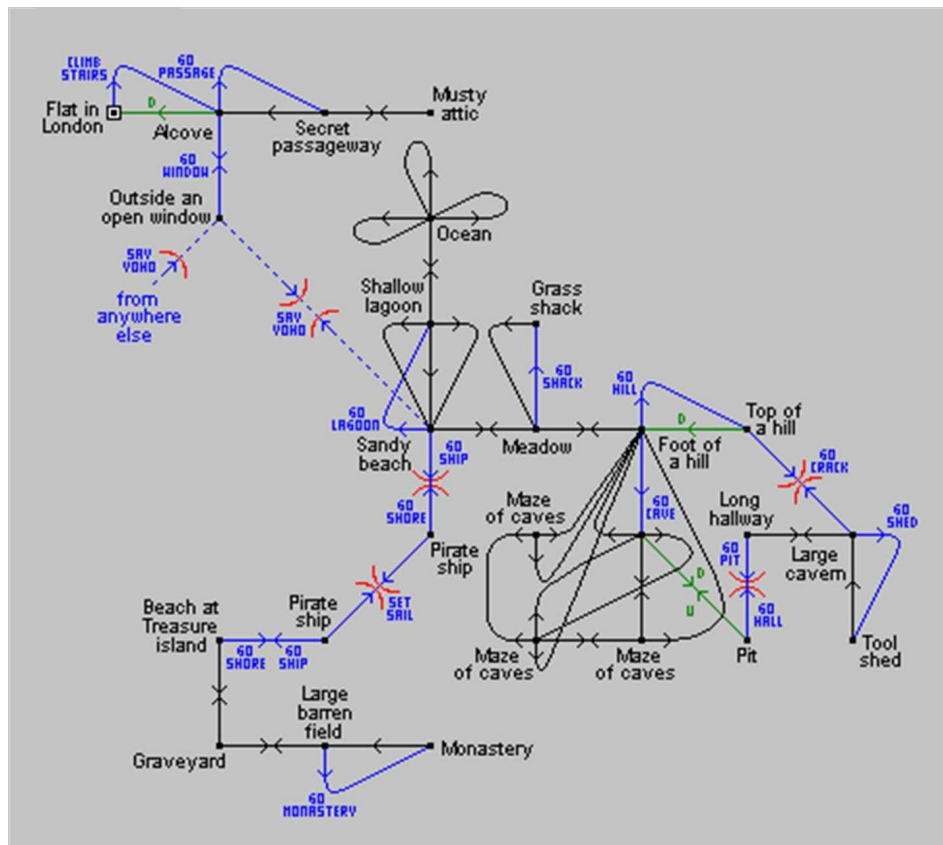 CLIMB
STAIRS
GO
PASSAGE
Flat in
London
D
Alcove
Secret
passageway
Musty
attic
GO
WINDOW
Outside an
open window
Ocean
SAY
YOHO
from
anywhere
else
SAY
YOHO
Shallow
lagoon
Grass
shack
GO
LAGOON
GO
SHACK
GO
HILL
D
Top of
a hill
Sandy
beach
GO
SHIP
Meadow
Foot of
a hill
GO
CRACK
GO
SHORE
Maze
of caves
GO
CAVE
Long
hallway
GO
SHED
Pirate
ship
GO
PIT
Large
cavern
D
U
GO
HALL
SET
SAIL
Beach at
Treasure
island
Pirate
ship
GO
SHORE
GO
SHIP
Maze
of caves
Maze
of caves
Pit
Tool
shed
Large
barren
field
Graveyard
Monastery
GO
MONASTERY